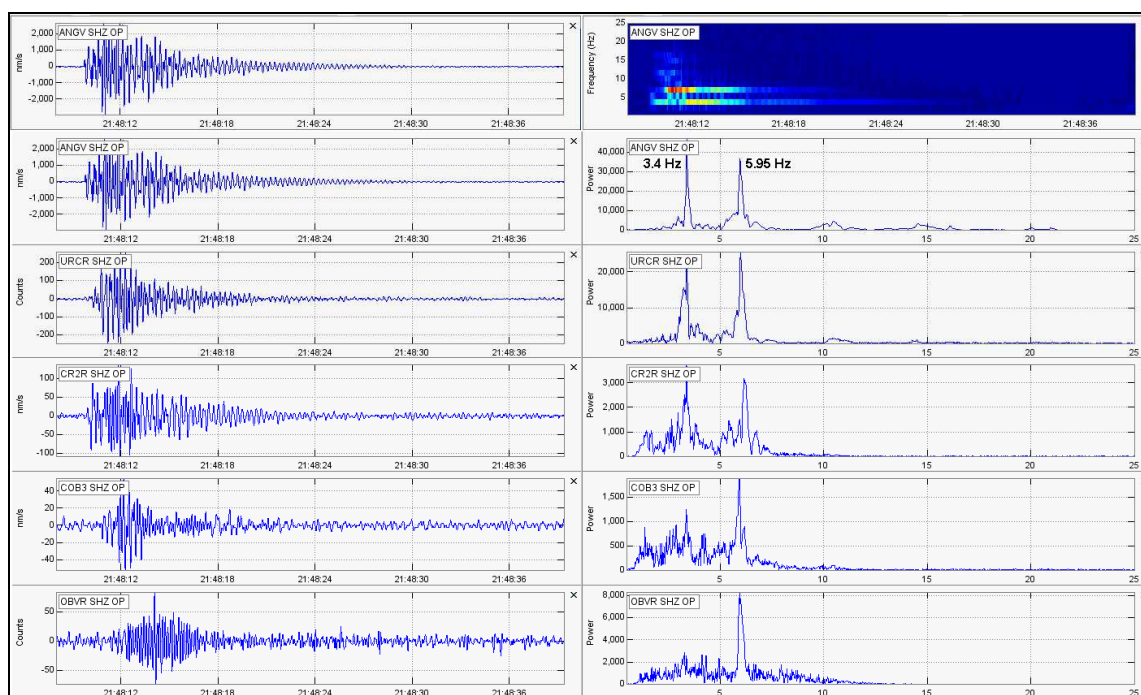 ANGV SHZ OP
nm/s
2,000
1,000
0
-1,000
-2,000
21:48:12 21:48:18 21:48:24 21:48:30 21:48:36
ANGV SHZ OP
Frequency (Hz)
25
20
15
10
5
21:48:12 21:48:18 21:48:24 21:48:30 21:48:36
ANGV SHZ OP
nm/s
2,000
1,000
0
-1,000
-2,000
21:48:12 21:48:18 21:48:24 21:48:30 21:48:36
ANGV SHZ OP
3.4 Hz 5.95 Hz
Power
40,000
30,000
20,000
10,000
0
5 10 15 20 25
URCR SHZ OP
Counts
200
100
0
-100
-200
21:48:12 21:48:18 21:48:24 21:48:30 21:48:36
URCR SHZ OP
Power
20,000
10,000
0
5 10 15 20 25
CR2R SHZ OP
nm/s
100
50
0
-50
-100
21:48:12 21:48:18 21:48:24 21:48:30 21:48:36
CR2R SHZ OP
Power
3,000
2,000
1,000
0
5 10 15 20 25
COB3 SHZ OP
nm/s
40
20
0
-20
-40
21:48:12 21:48:18 21:48:24 21:48:30 21:48:36
COB3 SHZ OP
Power
1,500
1,000
500
0
5 10 15 20 25
OBVR SHZ OP
Counts
50
0
-50
21:48:12 21:48:18 21:48:24 21:48:30 21:48:36
OBVR SHZ OP
Power
8,000
6,000
4,000
2,000
0
5 10 15 20 25